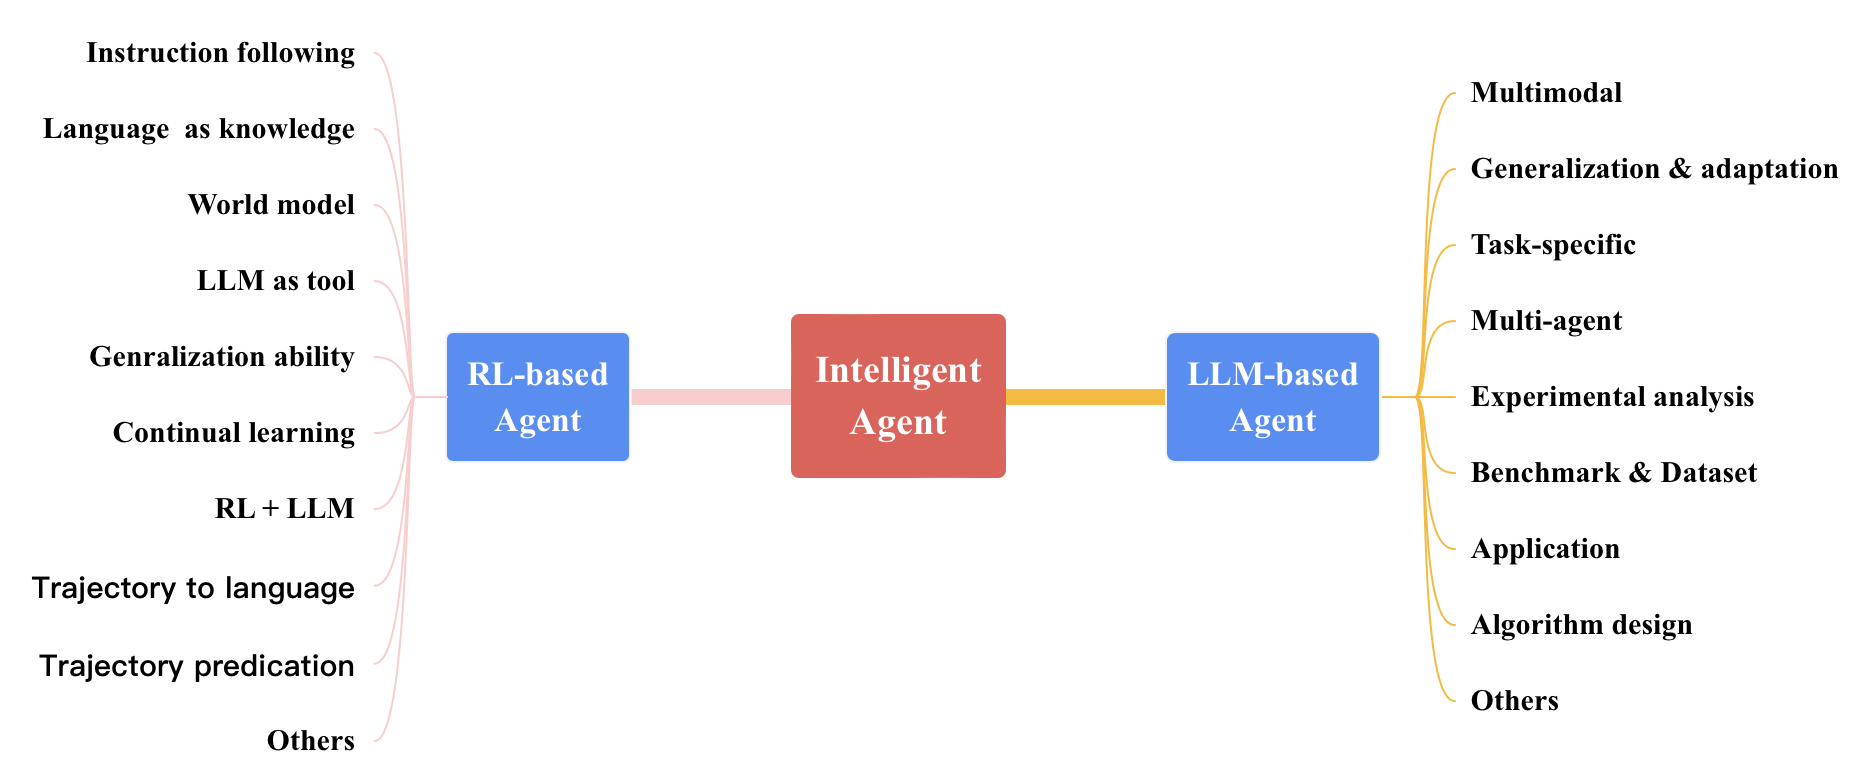 Instruction following
Language as knowledge
World model
LLM as tool
Genralization ability
Continual learning
RL + LLM
Trajectory to language
Trajectory predication
Others
RL-based
Agent
Intelligent
Agent
LLM-based
Agent
Multimodal
Generalization & adaptation
Task-specific
Multi-agent
Experimental analysis
Benchmark & Dataset
Application
Algorithm design
Others